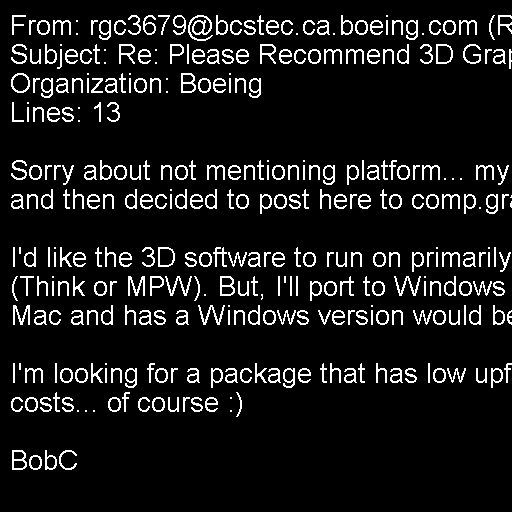 From: rgc3679@bcstec.ca.boeing.com (R
Subject: Re: Please Recommend 3D Grap
Organization: Boeing
Lines: 13

Sorry about not mentioning platform... my
and then decided to post here to comp.gra

I'd like the 3D software to run on primarily
(Think or MPW). But, I'll port to Windows
Mac and has a Windows version would be

I'm looking for a package that has low upf
costs... of course :)

BobC